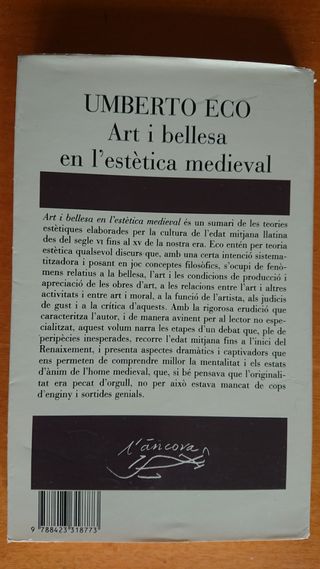 UMBERTO ECO
Art i bellesa
en l'estètica medieval
Art i bellesa en l'estètica medieval és un sumari de les teories
estètiques elaborades per la cultura de l'edat mitjana llatina
des del segle VI fins al XV de la nostra era. Eco entén per teoria
estètica qualsevol discurs que, amb una certa intenció sistema-
titzadora i posant en joc conceptes filosòfics, s'ocupi de fenò-
mens relatius a la bellesa, l'art i les condicions de producció i
apreciació de les obres d'art, a les relacions entre l'art i altres
activitats i entre art i moral, a la funció de l'artista, als judicis
de gust i a la crítica d'aquests. Amb la rigorosa erudició que
caracteritza l'autor, i de manera avinent per al lector no espe-
cialitzat, aquest volum narra les etapes d'un debat que, ple de
peripècies inesperades, recorre l'edat mitjana fins a l'inici del
Renaixement, i presenta aspectes dramàtics i captivadors que
ens permeten de comprendre millor la mentalitat i els estats
d'ànim de l'home medieval, que, si bé pensava que l'originali-
tat era pecat d'orgull, no per això estava mancat de cops
d'enginy i sortides genials.
l'àncora
9 788423 318773